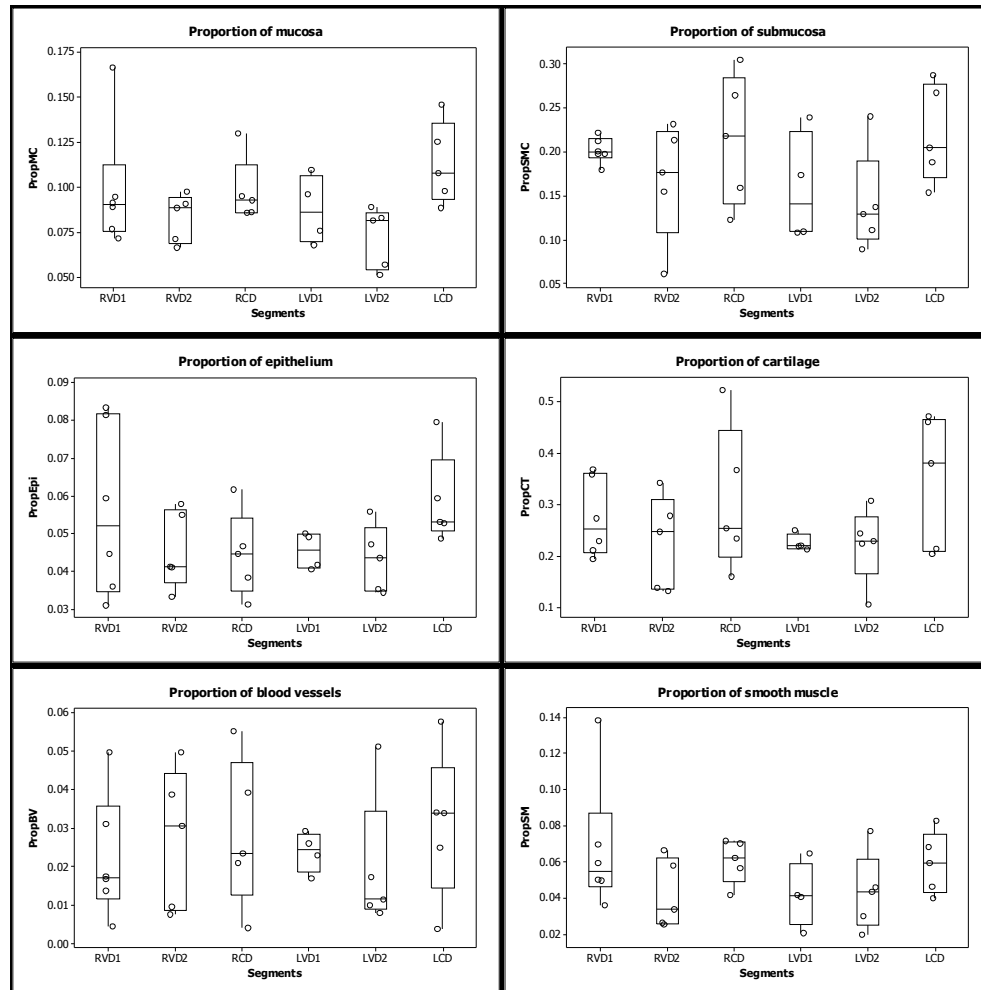 Proportion of mucosa
0.175
0.150
0.125
0.100
0.075
0.050
PropMC
RVD1 RVD2 RCD LVD1 LVD2 LCD
Segments
Proportion of submucosa
0.30
0.25
0.20
0.15
0.10
0.05
PropSMC
RVD1 RVD2 RCD LVD1 LVD2 LCD
Segments
Proportion of epithelium
0.09
0.08
0.07
0.06
0.05
0.04
0.03
PropEpi
RVD1 RVD2 RCD LVD1 LVD2 LCD
Segments
Proportion of cartilage
0.5
0.4
0.3
0.2
0.1
PropCT
RVD1 RVD2 RCD LVD1 LVD2 LCD
Segments
Proportion of blood vessels
0.06
0.05
0.04
0.03
0.02
0.01
0.00
PropBV
RVD1 RVD2 RCD LVD1 LVD2 LCD
Segments
Proportion of smooth muscle
0.14
0.12
0.10
0.08
0.06
0.04
0.02
PropSM
RVD1 RVD2 RCD LVD1 LVD2 LCD
Segments